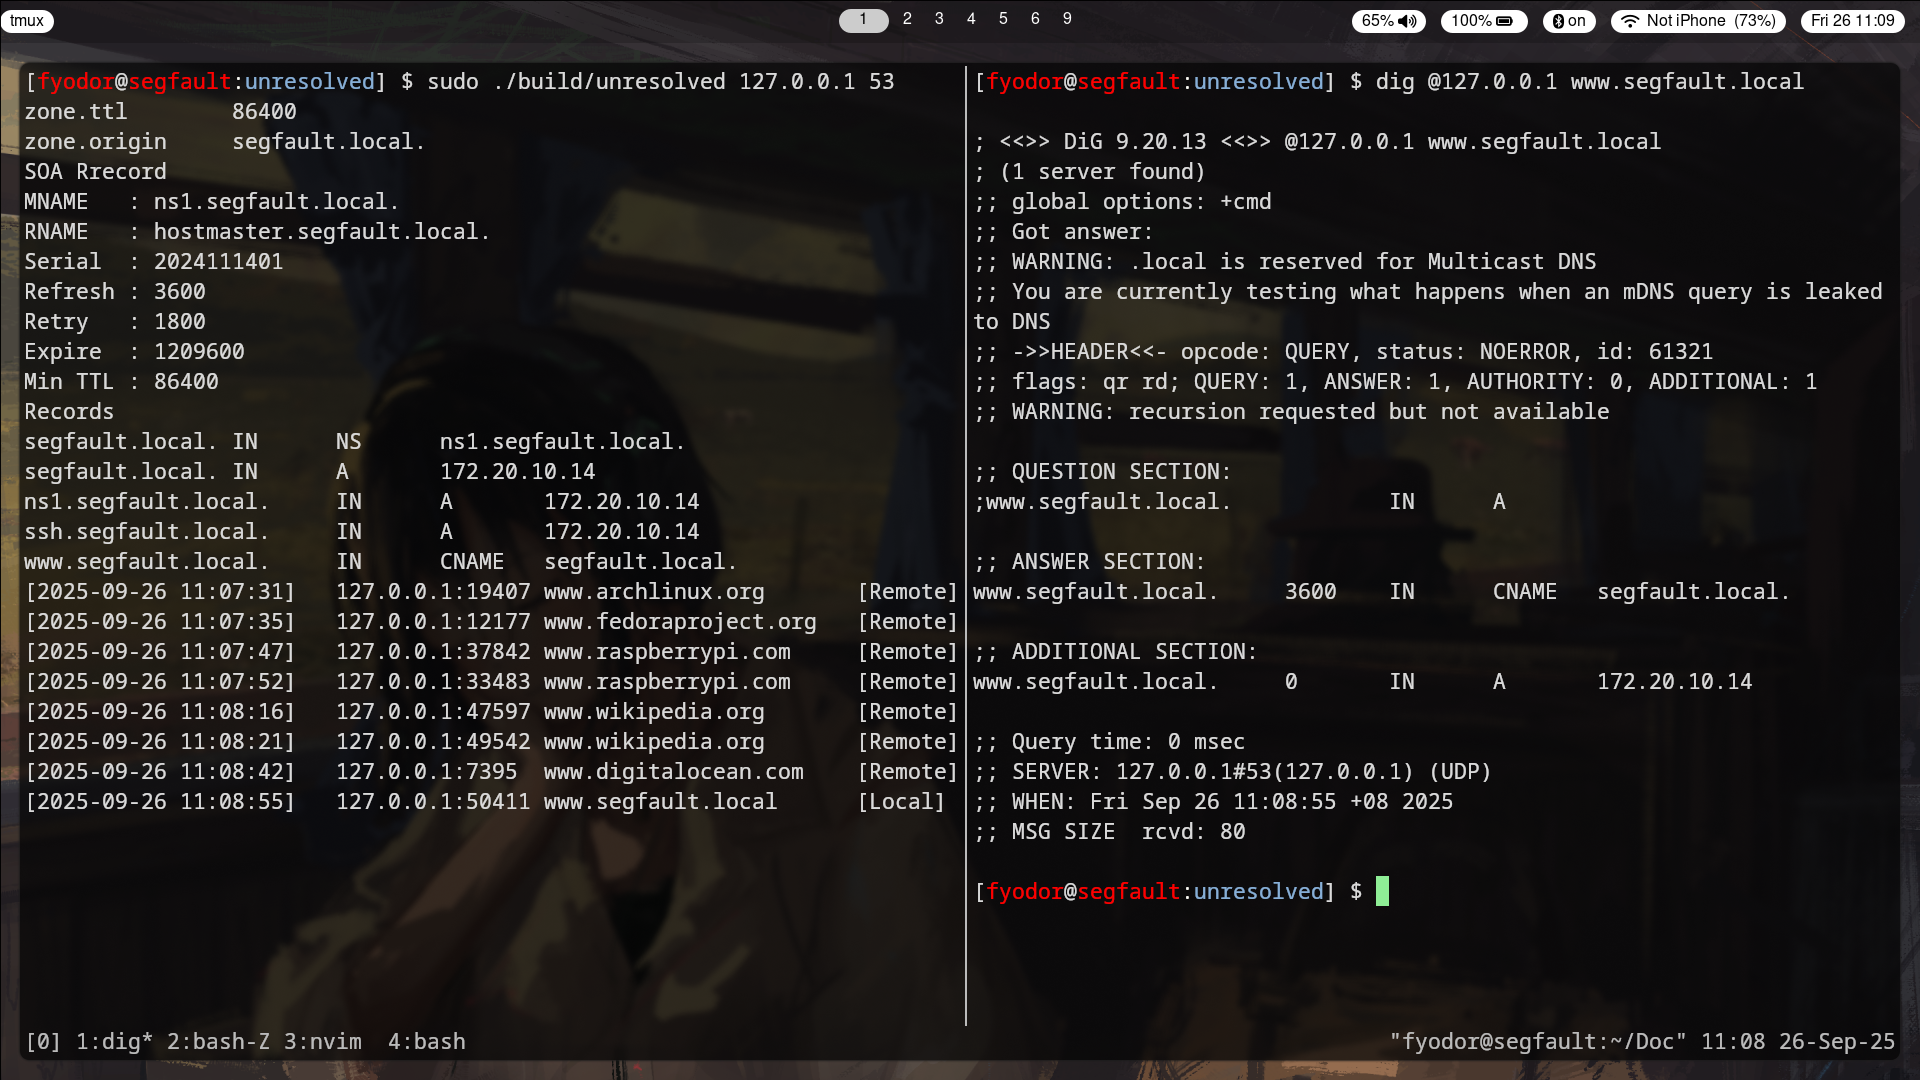 tmux
1 2 3 4 5 6 9
65% 100% on Not iPhone (73%) Fri 26 11:09
[fyodor@segfault:unresolved] $ sudo ./build/unresolved 127.0.0.1 53
zone.ttl 86400
zone.origin segfault.local.
SOA Rrecord
MNAME : ns1.segfault.local.
RNAME : hostmaster.segfault.local.
Serial : 2024111401
Refresh : 3600
Retry : 1800
Expire : 1209600
Min TTL : 86400
Records
segfault.local. IN NS ns1.segfault.local.
segfault.local. IN A 172.20.10.14
ns1.segfault.local. IN A 172.20.10.14
ssh.segfault.local. IN A 172.20.10.14
www.segfault.local. IN CNAME segfault.local.
[2025-09-26 11:07:31] 127.0.0.1:19407 www.archlinux.org [Remote]
[2025-09-26 11:07:35] 127.0.0.1:12177 www.fedoraproject.org [Remote]
[2025-09-26 11:07:47] 127.0.0.1:37842 www.raspberrypi.com [Remote]
[2025-09-26 11:07:52] 127.0.0.1:33483 www.raspberrypi.com [Remote]
[2025-09-26 11:08:16] 127.0.0.1:47597 www.wikipedia.org [Remote]
[2025-09-26 11:08:21] 127.0.0.1:49542 www.wikipedia.org [Remote]
[2025-09-26 11:08:42] 127.0.0.1:7395 www.digitalocean.com [Remote]
[2025-09-26 11:08:55] 127.0.0.1:50411 www.segfault.local [Local]
[fyodor@segfault:unresolved] $ dig @127.0.0.1 www.segfault.local
; <<>> DiG 9.20.13 <<>> @127.0.0.1 www.segfault.local
; (1 server found)
;; global options: +cmd
;; Got answer:
;; WARNING: .local is reserved for Multicast DNS
;; You are currently testing what happens when an mDNS query is leaked
to DNS
;; ->>HEADER<<- opcode: QUERY, status: NOERROR, id: 61321
;; flags: qr rd; QUERY: 1, ANSWER: 1, AUTHORITY: 0, ADDITIONAL: 1
;; WARNING: recursion requested but not available
;; QUESTION SECTION:
;www.segfault.local. IN A
;; ANSWER SECTION:
www.segfault.local. 3600 IN CNAME segfault.local.
;; ADDITIONAL SECTION:
www.segfault.local. 0 IN A 172.20.10.14
;; Query time: 0 msec
;; SERVER: 127.0.0.1#53(127.0.0.1) (UDP)
;; WHEN: Fri Sep 26 11:08:55 +08 2025
;; MSG SIZE rcvd: 80
[fyodor@segfault:unresolved] $
[0] 1:dig* 2:bash-Z 3:nvim 4:bash
"fyodor@segfault:~/Doc" 11:08 26-Sep-25